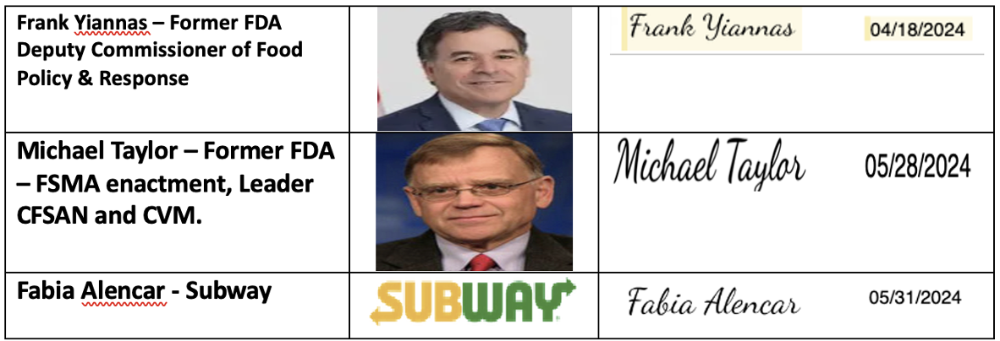 Frank Yiannas – Former FDA
Deputy Commissioner of Food
Policy & Response
Frank Yiannas 04/18/2024
Michael Taylor – Former FDA
– FSMA enactment, Leader
CFSAN and CVM.
Michael Taylor 05/28/2024
Fabia Alencar - Subway
SUBWAY
Fabia Alencar 05/31/2024